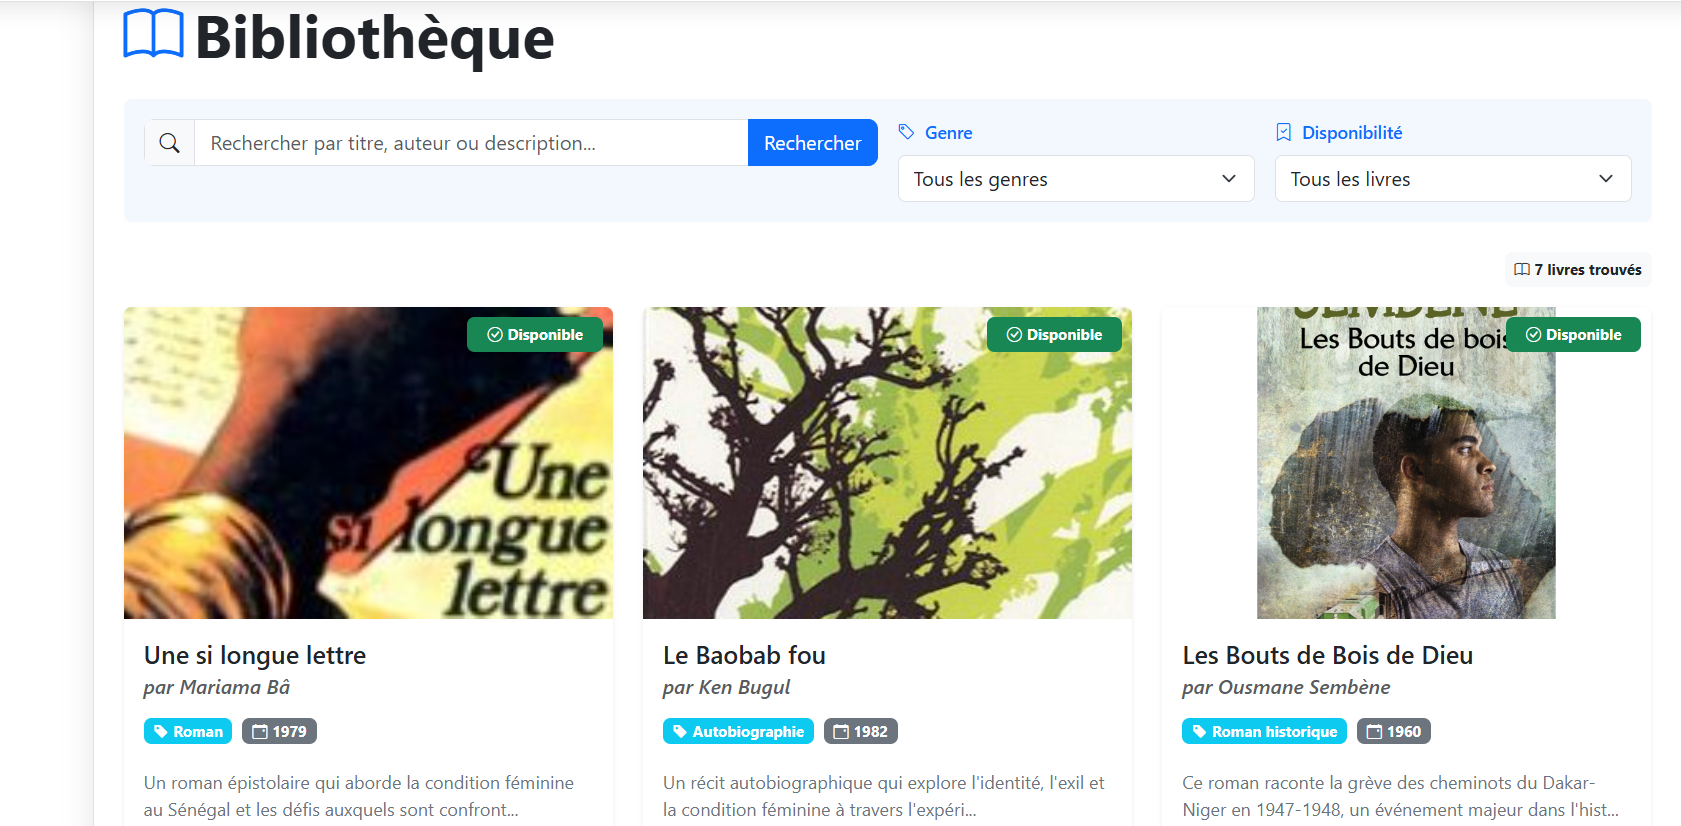 Bibliothèque
Rechercher par titre, auteur ou description...
Rechercher
Genre
Tous les genres
Disponibilité
Tous les livres
7 livres trouvés
Disponible
Une
si longue
lettre
Une si longue lettre
par Mariama Bâ
Roman
1979
Un roman épistolaire qui aborde la condition féminine
au Sénégal et les défis auxquels sont confront...
Disponible
Le Baobab fou
par Ken Bugul
Autobiographie
1982
Un récit autobiographique qui explore l'identité, l'exil et
la condition féminine à travers l'expéri...
Disponible
Les Bouts de bois
de Dieu
Les Bouts de Bois de Dieu
par Ousmane Sembène
Roman historique
1960
Ce roman raconte la grève des cheminots du Dakar-
Niger en 1947-1948, un événement majeur dans l'hist...